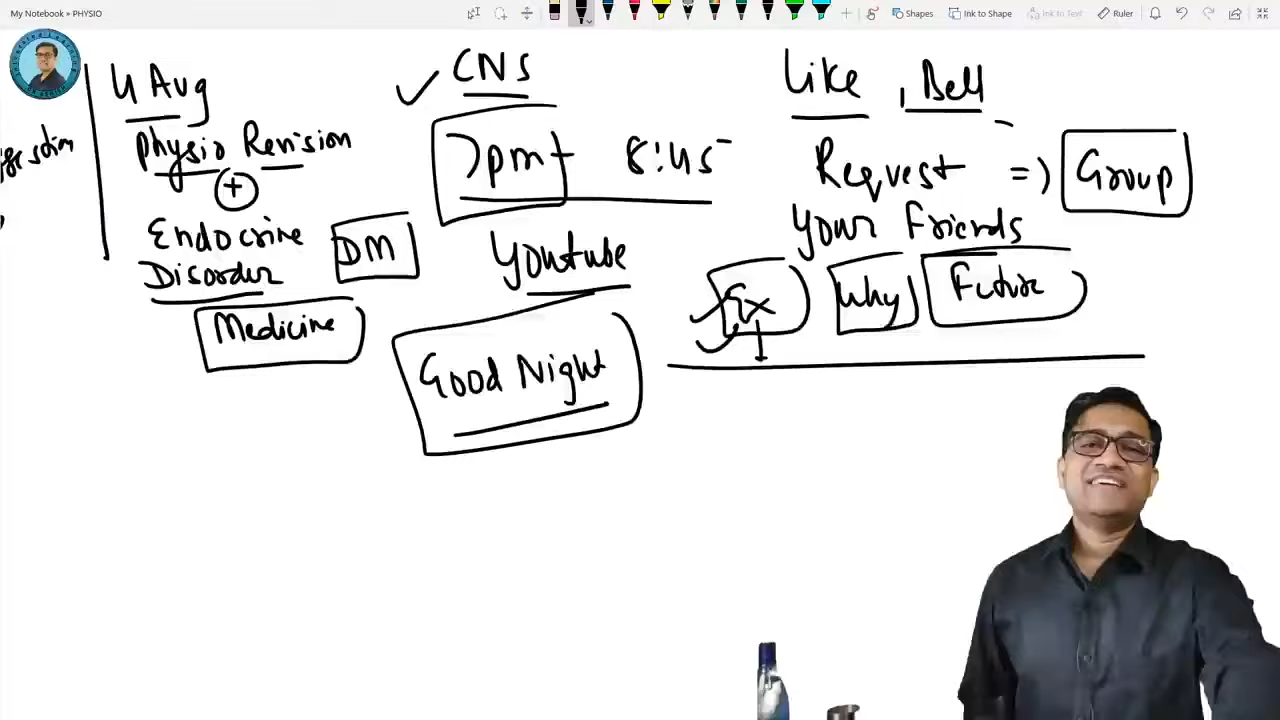 My Notebook » PHYSIO
Shapes
Ink to Shape
Ink to Text
Ruler
4 Aug
Physio Revision
+
Endocrine
Disorder
DM
Medicine
CNS
7pm
8:45
Youtube
Good Night
Like, Bell
Request => Group
Your Friends
Why
Future